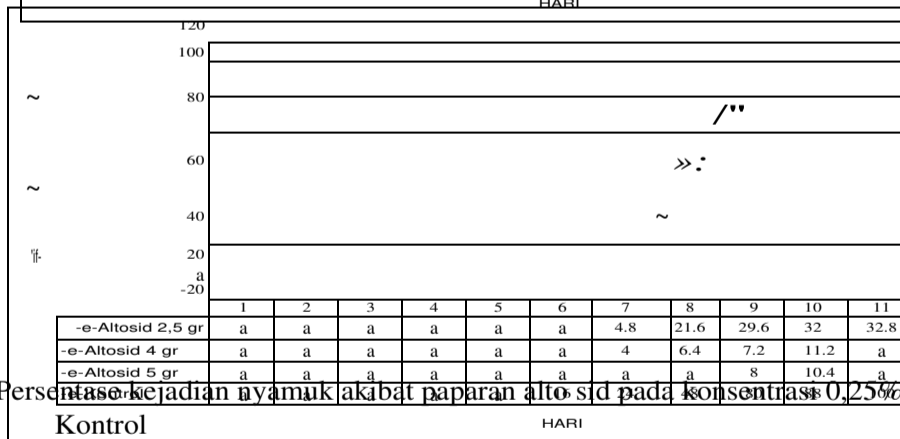 HARI
120
100
~ 80
/"
60
»:
~
40
~
20
a
-20
1 2 3 4 5 6 7 8 9 10 11
-e-Altosid 2,5 gr a a a a a a 4.8 21.6 29.6 32 32.8
-e-Altosid 4 gr a a a a a a 4 6.4 7.2 11.2 a
-e-Altosid 5 gr a a a a a a a a 8 10.4 a
Persentase kejadian nyamuk akibat paparan alto sid pada konsentrasi 0,25%
Kontrol
HARI